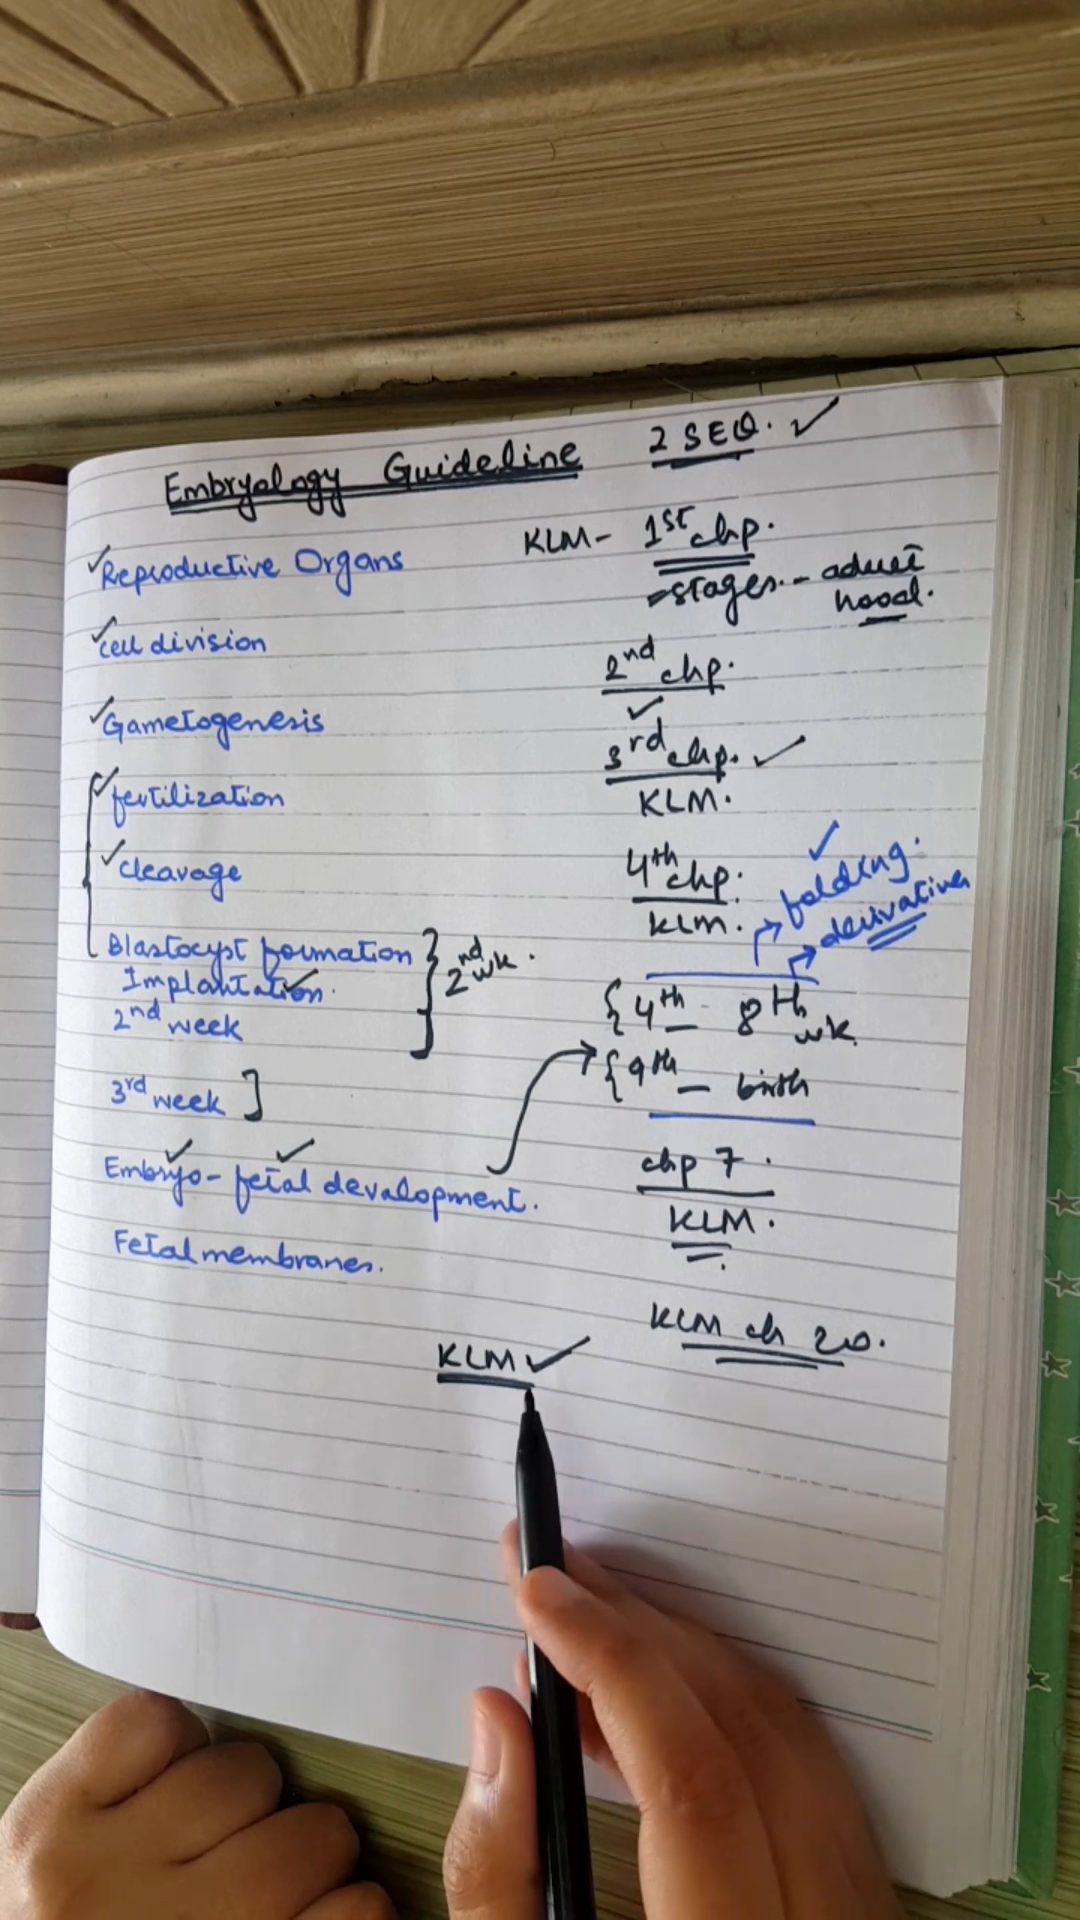 Embryology Guideline 2 SEQ.
Reproductive Organs KLM- 1st chp.
stages. - adult
hood.
cell division 2nd chp.
Gametogenesis 3rd chp.
KLM.
fertilization
cleavage 4th chp.
KLM.
folding.
derivatives
Blastocyst formation
Implantation.
2nd week
2nd wk.
4th - 8th wk.
9th - birth
3rd week
Embryo-fetal devalopment. chp 7.
KLM.
Fetal membranes.
KLM ch 20.
KLM